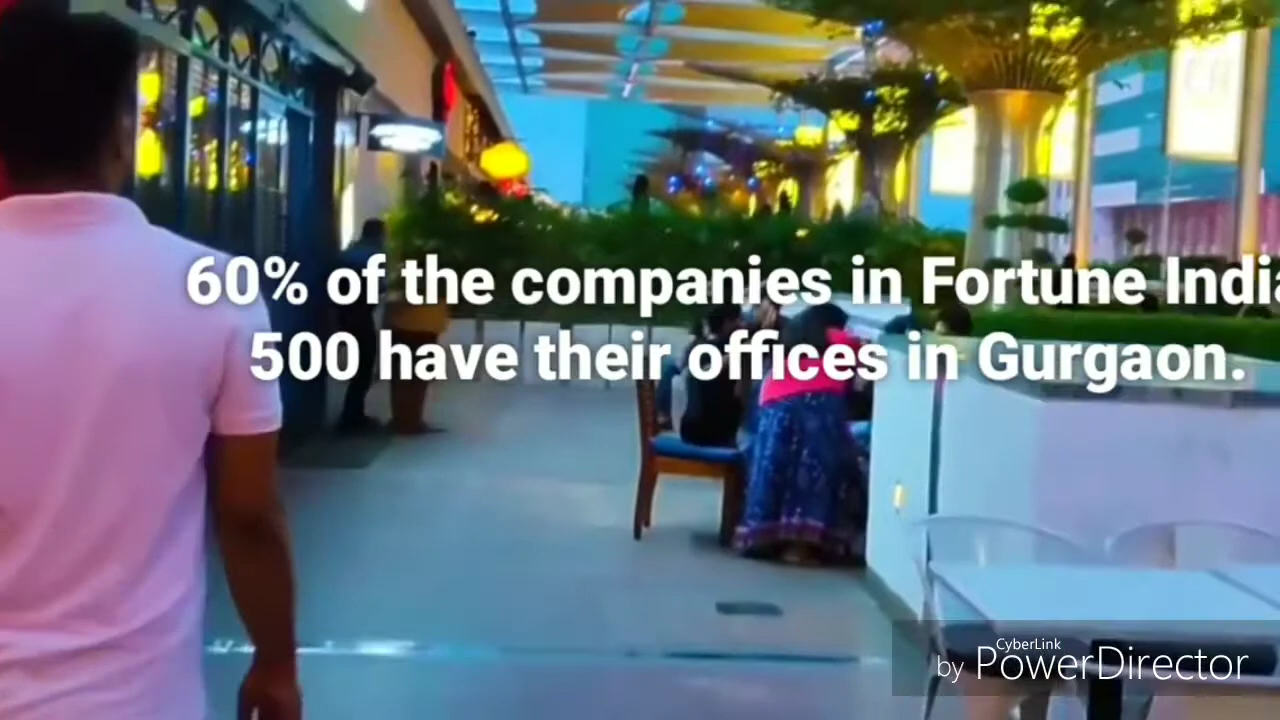 60% of the companies in Fortune India
500 have their offices in Gurgaon.
CyberLink
by PowerDirector